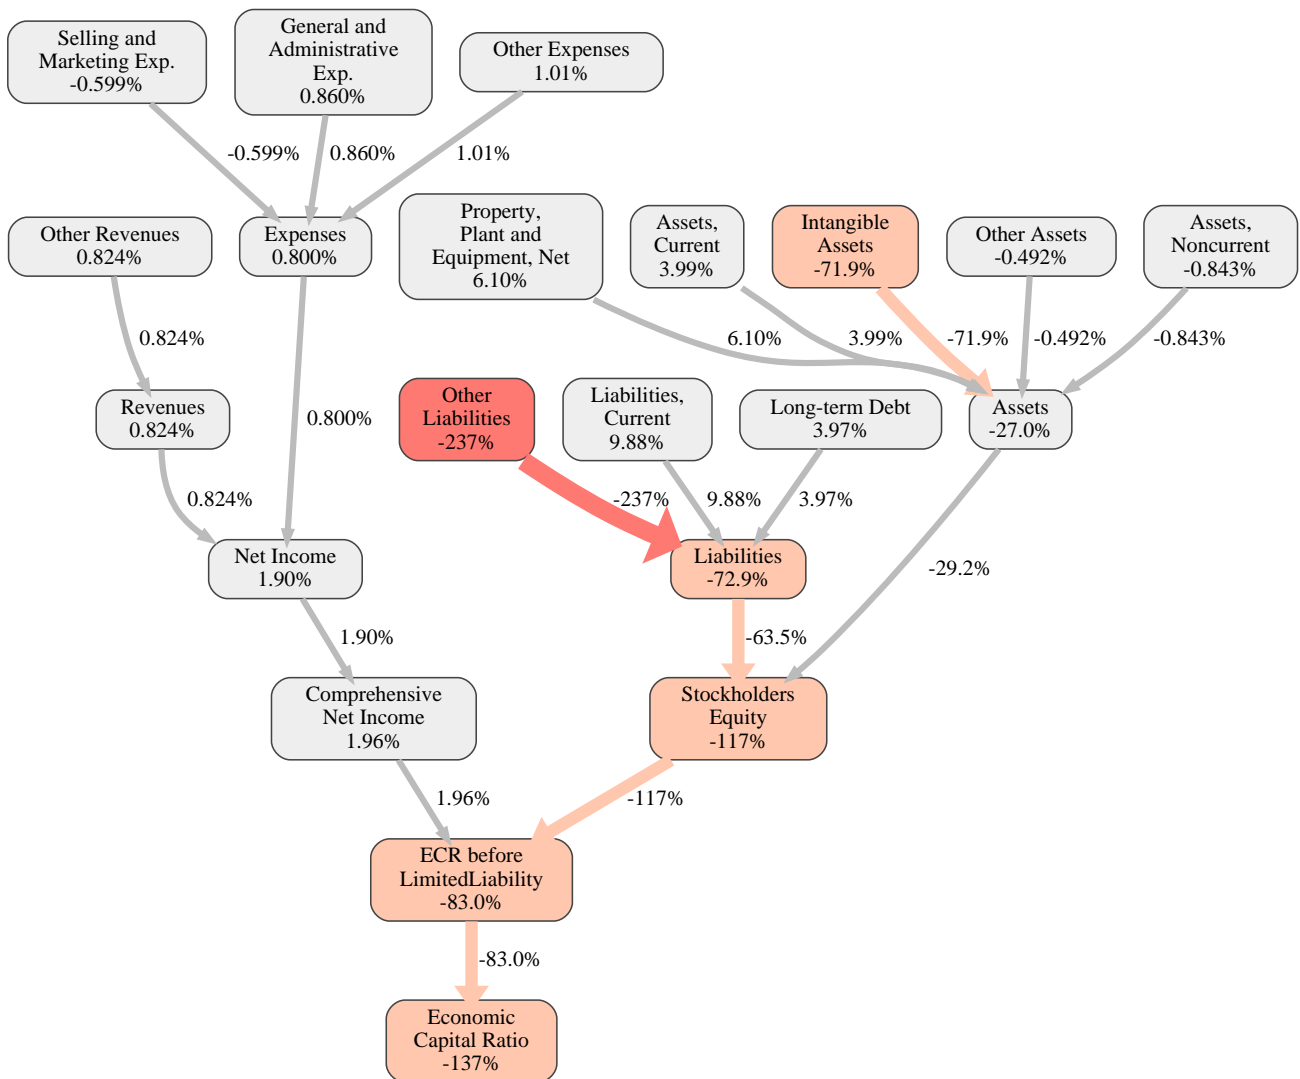 Selling and
Marketing Exp.
-0.599%
General and
Administrative
Exp.
0.860%
Other Expenses
1.01%
-0.599%
0.860%
1.01%
Other Revenues
0.824%
Expenses
0.800%
Property,
Plant and
Equipment, Net
6.10%
Assets,
Current
3.99%
Intangible
Assets
-71.9%
Other Assets
-0.492%
Assets,
Noncurrent
-0.843%
0.824%
6.10%
3.99%
-71.9%
-0.492%
-0.843%
Revenues
0.824%
0.800%
Other
Liabilities
-237%
Liabilities,
Current
9.88%
Long-term Debt
3.97%
Assets
-27.0%
0.824%
-237%
9.88%
3.97%
Net Income
1.90%
Liabilities
-72.9%
-29.2%
1.90%
-63.5%
Comprehensive
Net Income
1.96%
Stockholders
Equity
-117%
1.96%
-117%
ECR before
LimitedLiability
-83.0%
-83.0%
Economic
Capital Ratio
-137%